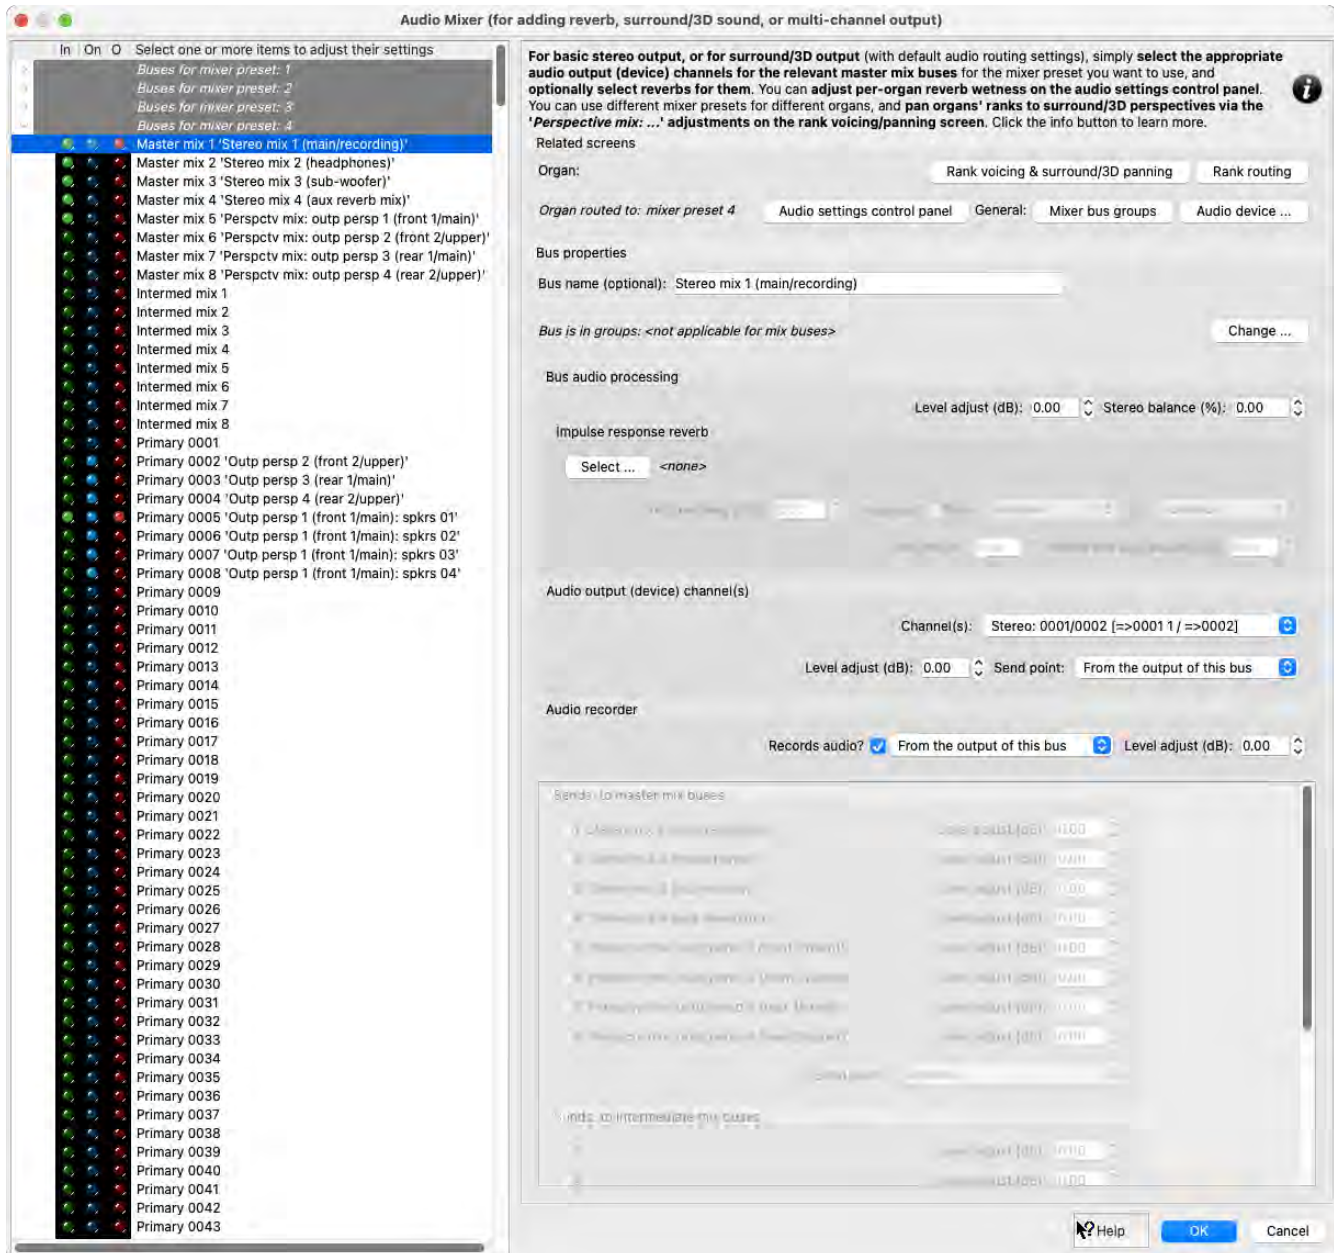 Audio Mixer (for adding reverb, surround/3D sound, or multi-channel output)
In On O Select one or more items to adjust their settings
Buses for mixer preset: 1
Buses for mixer preset: 2
Buses for mixer preset: 3
Buses for mixer preset: 4
Master mix 1 'Stereo mix 1 (main/recording)'
Master mix 2 'Stereo mix 2 (headphones)'
Master mix 3 'Stereo mix 3 (sub-woofer)'
Master mix 4 'Stereo mix 4 (aux reverb mix)'
Master mix 5 'Perspctv mix: outp persp 1 (front 1/main)'
Master mix 6 'Perspctv mix: outp persp 2 (front 2/upper)'
Master mix 7 'Perspctv mix: outp persp 3 (rear 1/main)'
Master mix 8 'Perspctv mix: outp persp 4 (rear 2/upper)'
Intermed mix 1
Intermed mix 2
Intermed mix 3
Intermed mix 4
Intermed mix 5
Intermed mix 6
Intermed mix 7
Intermed mix 8
Primary 0001
Primary 0002 'Outp persp 2 (front 2/upper)'
Primary 0003 'Outp persp 3 (rear 1/main)'
Primary 0004 'Outp persp 4 (rear 2/upper)'
Primary 0005 'Outp persp 1 (front 1/main): spkrs 01'
Primary 0006 'Outp persp 1 (front 1/main): spkrs 02'
Primary 0007 'Outp persp 1 (front 1/main): spkrs 03'
Primary 0008 'Outp persp 1 (front 1/main): spkrs 04'
Primary 0009
Primary 0010
Primary 0011
Primary 0012
Primary 0013
Primary 0014
Primary 0015
Primary 0016
Primary 0017
Primary 0018
Primary 0019
Primary 0020
Primary 0021
Primary 0022
Primary 0023
Primary 0024
Primary 0025
Primary 0026
Primary 0027
Primary 0028
Primary 0029
Primary 0030
Primary 0031
Primary 0032
Primary 0033
Primary 0034
Primary 0035
Primary 0036
Primary 0037
Primary 0038
Primary 0039
Primary 0040
Primary 0041
Primary 0042
Primary 0043
For basic stereo output, or for surround/3D output (with default audio routing settings), simply select the appropriate
audio output (device) channels for the relevant master mix buses for the mixer preset you want to use, and
optionally select reverbs for them. You can adjust per-organ reverb wetness on the audio settings control panel.
You can use different mixer presets for different organs, and pan organs' ranks to surround/3D perspectives via the
'Perspective mix: ...' adjustments on the rank voicing/panning screen. Click the info button to learn more.
Related screens
Organ: Rank voicing & surround/3D panning Rank routing
Organ routed to: mixer preset 4 Audio settings control panel General: Mixer bus groups Audio device ...
Bus properties
Bus name (optional): Stereo mix 1 (main/recording)
Bus is in groups: <not applicable for mix buses> Change ...
Bus audio processing
Level adjust (dB): 0.00 Stereo balance (%): 0.00
Impulse response reverb
Select ... <none>
Audio output (device) channel(s)
Channel(s): Stereo: 0001/0002 [=>0001 1 / =>0002]
Level adjust (dB): 0.00 Send point: From the output of this bus
Audio recorder
Records audio? From the output of this bus Level adjust (dB): 0.00
Sends: to master mix buses
Sends: to intermediate mix buses
Help OK Cancel